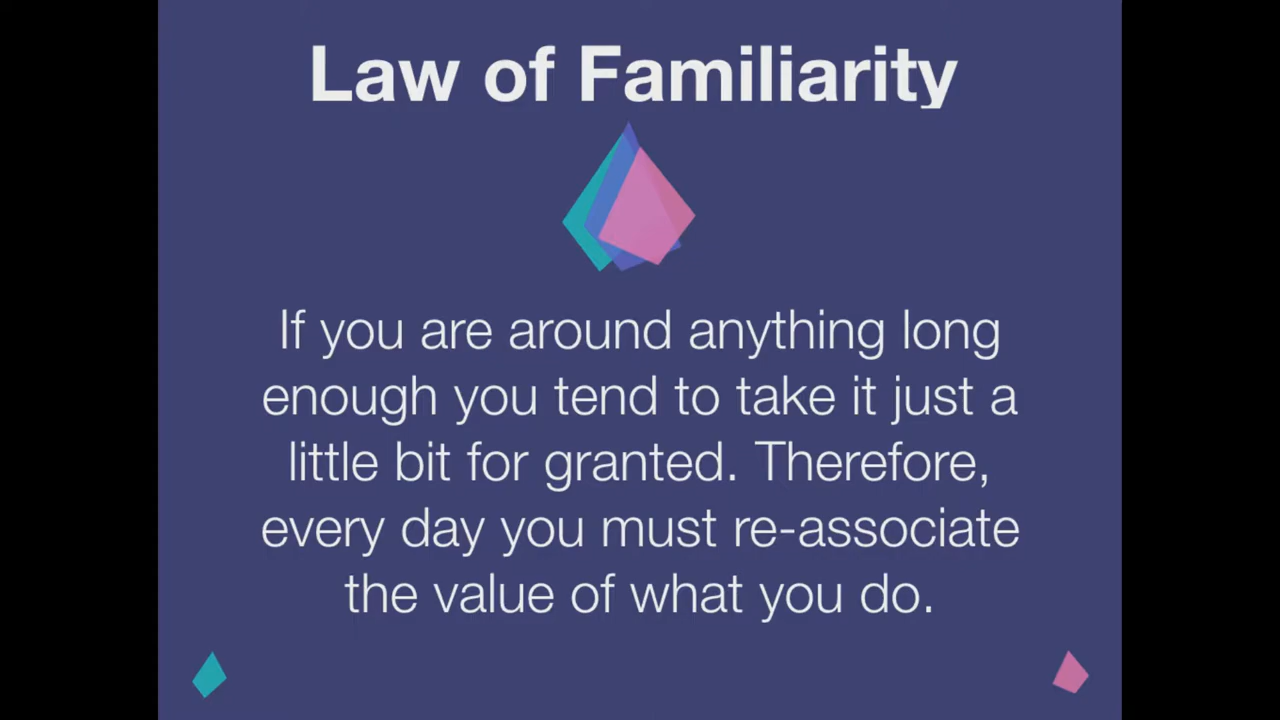 Law of Familiarity
If you are around anything long
enough you tend to take it just a
little bit for granted. Therefore,
every day you must re-associate
the value of what you do.